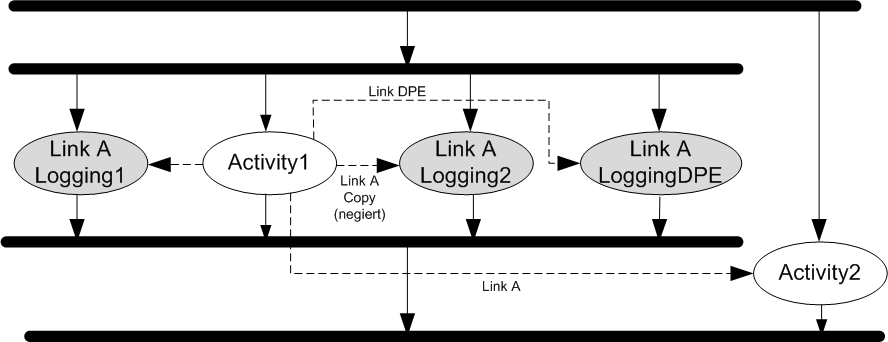 Link DPE
Link A
Logging1
Activity1
Link A
Logging2
Link A
LoggingDPE
Link A
Copy
(negiert)
Activity2
Link A